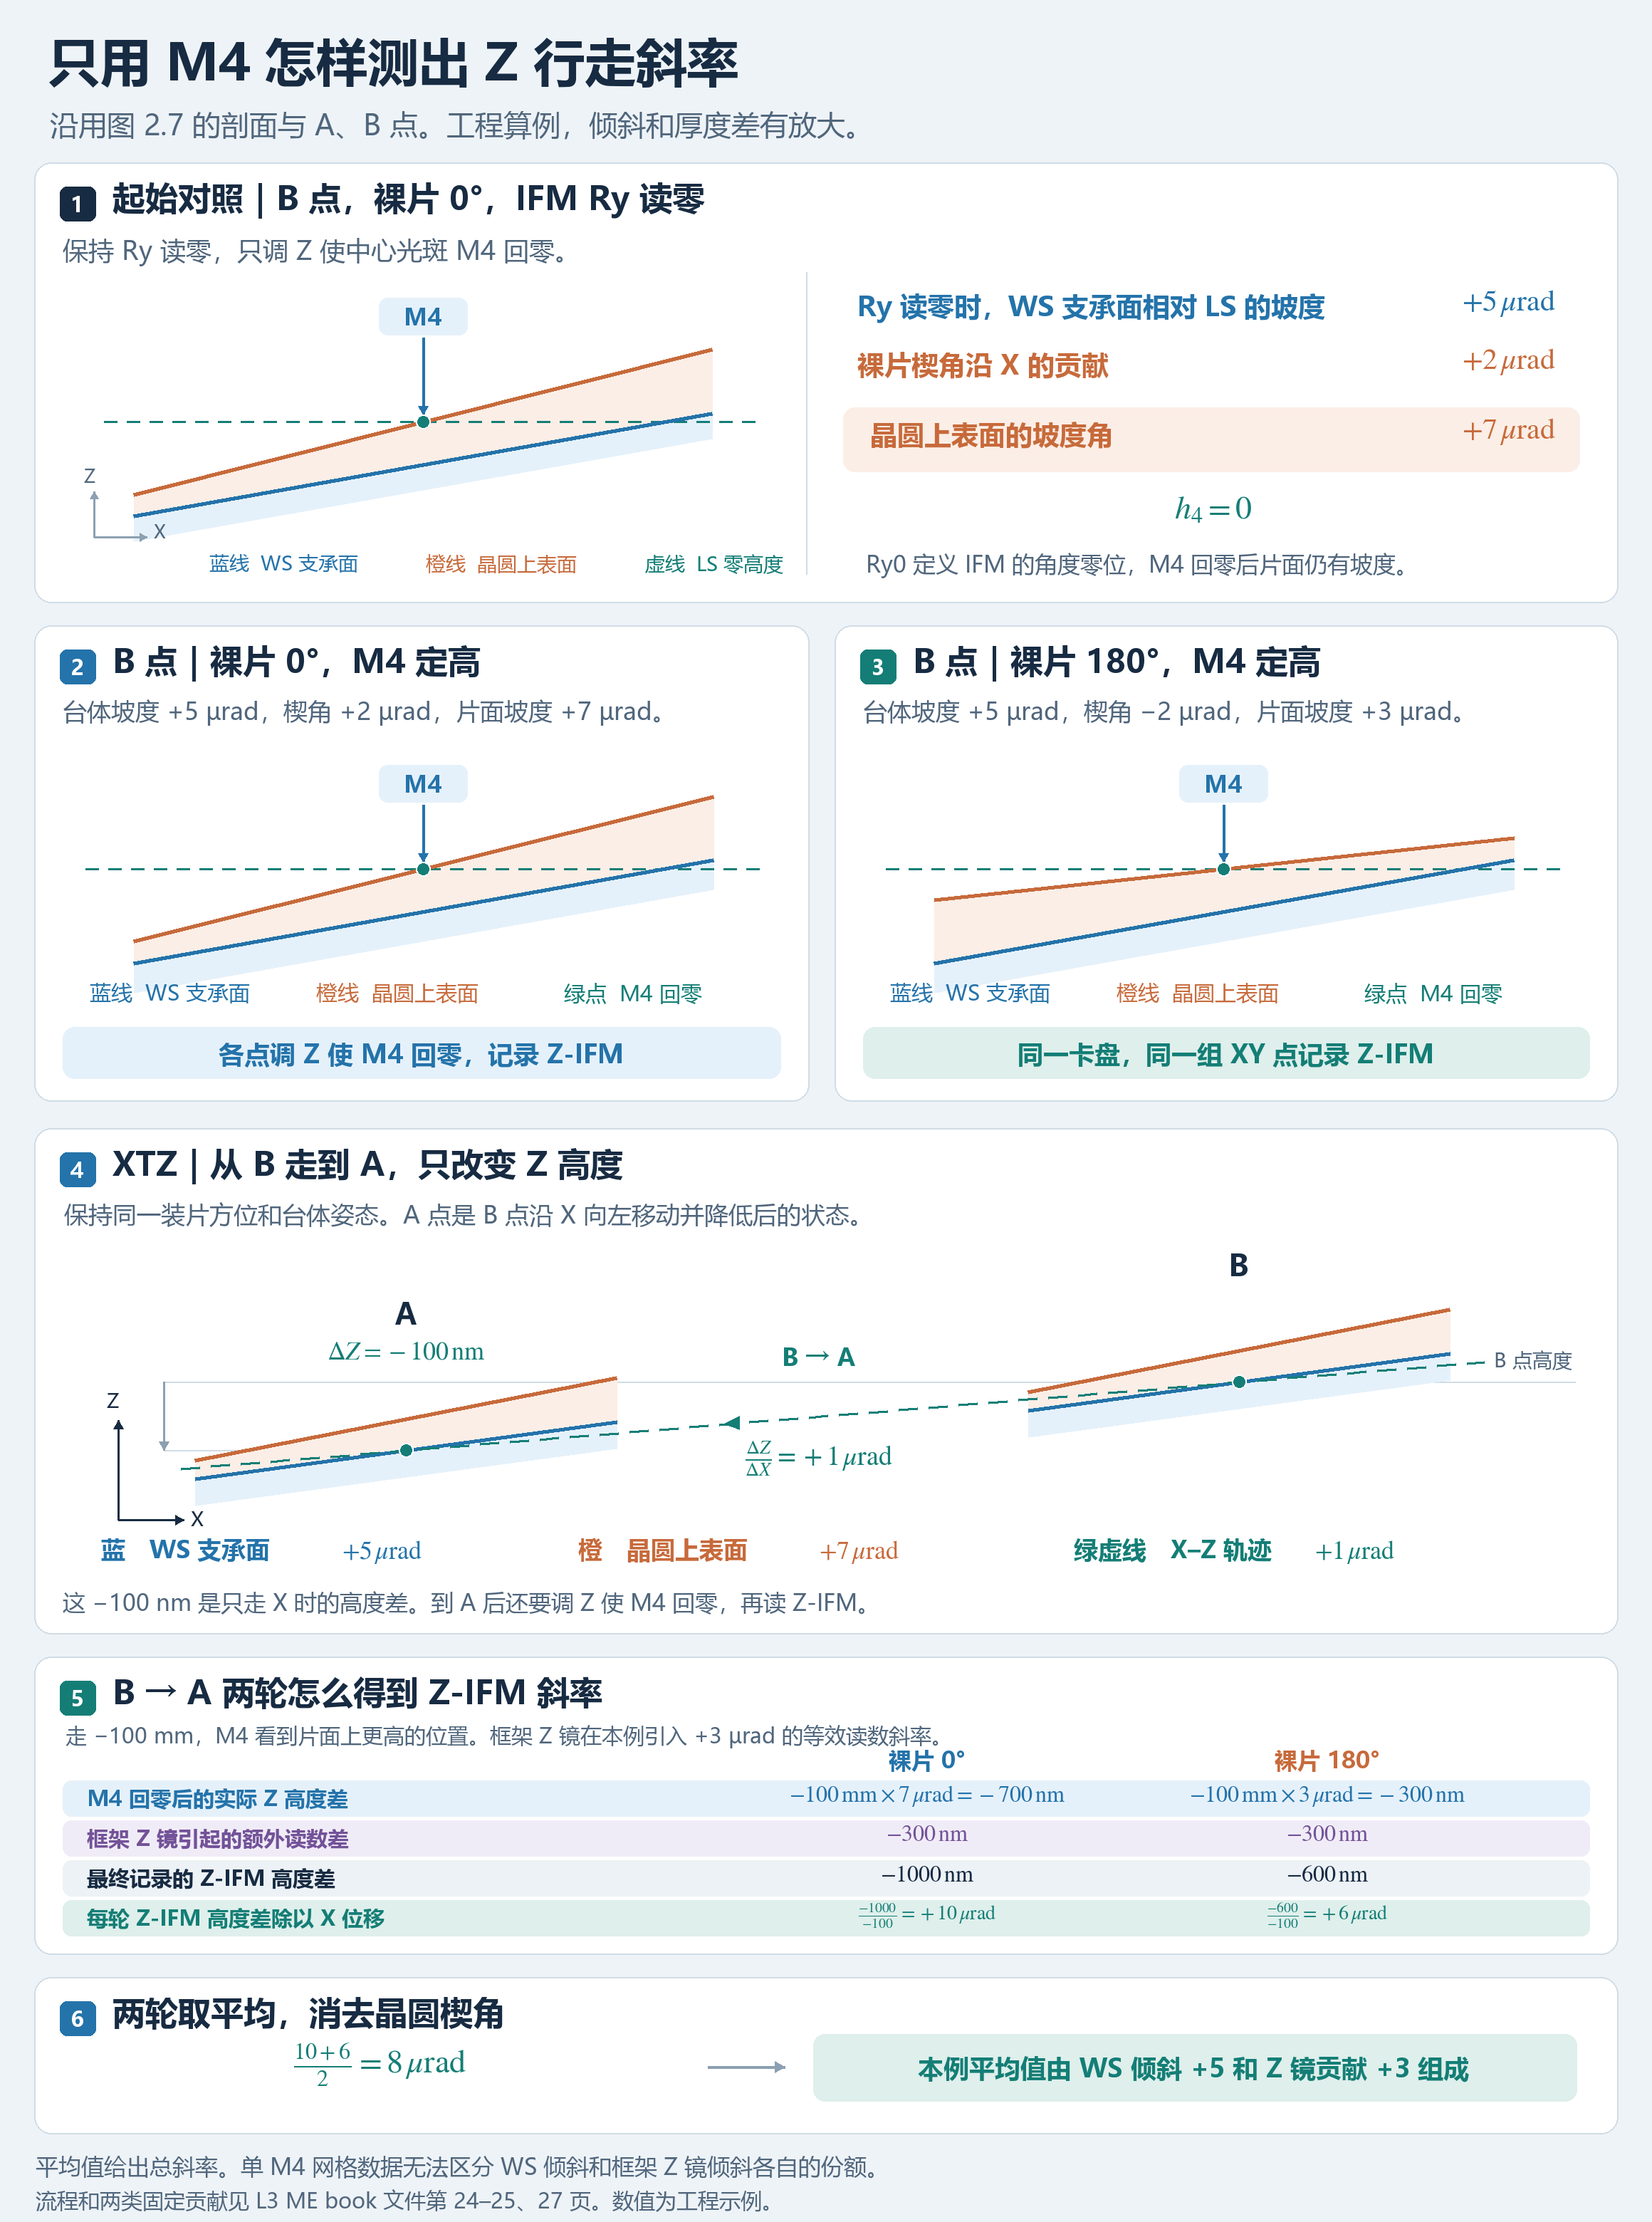 只用 M4 怎样测出 Z 行走斜率
沿用图 2.7 的剖面与 A、B 点。工程算例，倾斜和厚度差有放大。
1 起始对照 | B 点，裸片 0°，IFM Ry 读零
保持 Ry 读零，只调 Z 使中心光斑 M4 回零。
M4
Z
X
蓝线 WS 支承面 橙线 晶圆上表面 虚线 LS 零高度
Ry 读零时，WS 支承面相对 LS 的坡度 +5 μrad
裸片楔角沿 X 的贡献 +2 μrad
晶圆上表面的坡度角 +7 μrad
h₄ = 0
Ry0 定义 IFM 的角度零位，M4 回零后片面仍有坡度。
2 B 点 | 裸片 0°，M4 定高
台体坡度 +5 μrad，楔角 +2 μrad，片面坡度 +7 μrad。
M4
蓝线 WS 支承面 橙线 晶圆上表面 绿点 M4 回零
各点调 Z 使 M4 回零，记录 Z-IFM
3 B 点 | 裸片 180°，M4 定高
台体坡度 +5 μrad，楔角 −2 μrad，片面坡度 +3 μrad。
M4
蓝线 WS 支承面 橙线 晶圆上表面 绿点 M4 回零
同一卡盘，同一组 XY 点记录 Z-IFM
4 XTZ | 从 B 走到 A，只改变 Z 高度
保持同一装片方位和台体姿态。A 点是 B 点沿 X 向左移动并降低后的状态。
B
A
ΔZ = − 100 nm
B → A
B 点高度
Z
ΔZ/ΔX = + 1 μrad
X
蓝 WS 支承面 +5 μrad 橙 晶圆上表面 +7 μrad 绿虚线 X–Z 轨迹 +1 μrad
这 −100 nm 是只走 X 时的高度差。到 A 后还要调 Z 使 M4 回零，再读 Z-IFM。
5 B → A 两轮怎么得到 Z-IFM 斜率
走 −100 mm，M4 看到片面上更高的位置。框架 Z 镜在本例引入 +3 μrad 的等效读数斜率。
裸片 0° 裸片 180°
M4 回零后的实际 Z 高度差 −100 mm × 7 μrad = − 700 nm −100 mm × 3 μrad = − 300 nm
框架 Z 镜引起的额外读数差 −300 nm −300 nm
最终记录的 Z-IFM 高度差 −1000 nm −600 nm
每轮 Z-IFM 高度差除以 X 位移 −1000/−100 = + 10 μrad −600/−100 = + 6 μrad
6 两轮取平均，消去晶圆楔角
10 + 6/2 = 8 μrad
本例平均值由 WS 倾斜 +5 和 Z 镜贡献 +3 组成
平均值给出总斜率。单 M4 网格数据无法区分 WS 倾斜和框架 Z 镜倾斜各自的份额。
流程和两类固定贡献见 L3 ME book 文件第 24–25、27 页。数值为工程示例。